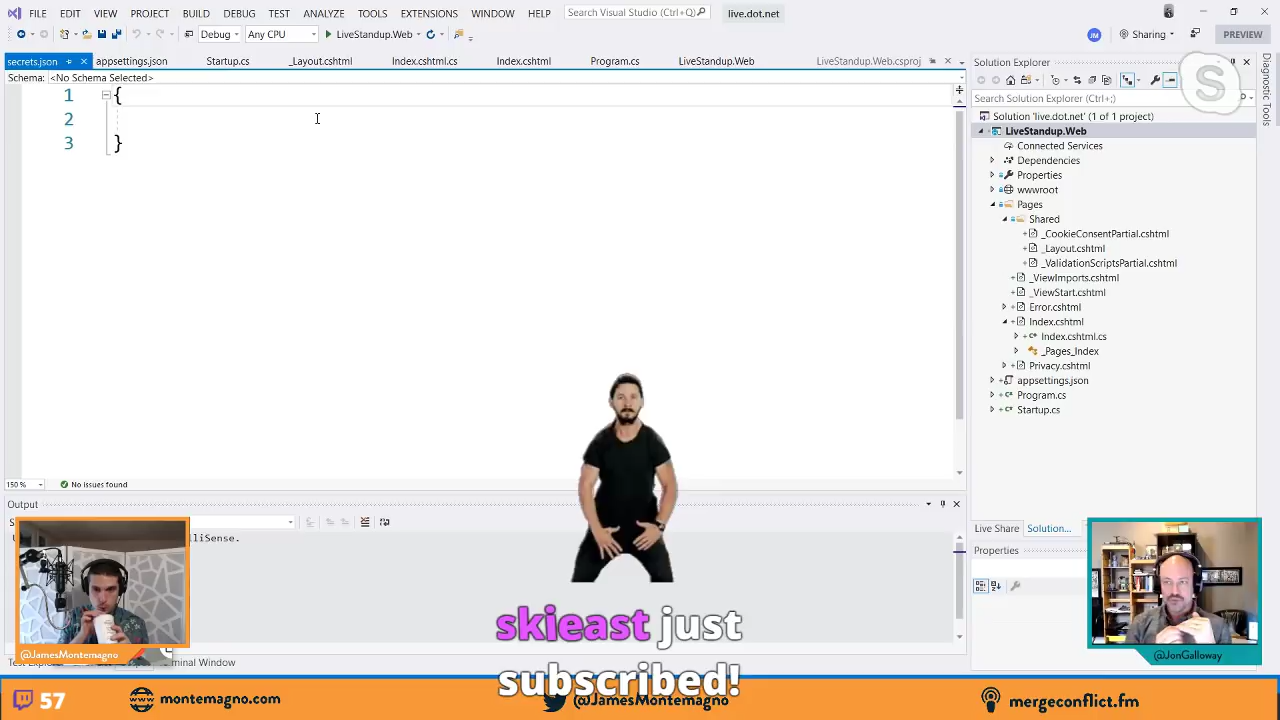 FILE EDIT VIEW PROJECT BUILD DEBUG TEST ANALYZE TOOLS EXTENSIONS WINDOW HELP Search Visual Studio (Ctrl+Q) live.dot.net
Debug Any CPU LiveStandup.Web JM Sharing PREVIEW
secrets.json appsettings.json Startup.cs _Layout.cshtml Index.cshtml.cs Index.cshtml Program.cs LiveStandup.Web LiveStandup.Web.csproj
Schema: <No Schema Selected>
1 {
2
3 }
150 % No issues found
Output
lliSense.
Solution Explorer
Search Solution Explorer (Ctrl+;)
Solution 'live.dot.net' (1 of 1 project)
LiveStandup.Web
Connected Services
Dependencies
Properties
wwwroot
Pages
Shared
_CookieConsentPartial.cshtml
_Layout.cshtml
_ValidationScriptsPartial.cshtml
_ViewImports.cshtml
_ViewStart.cshtml
Error.cshtml
Index.cshtml
Index.cshtml.cs
_Pages_Index
Privacy.cshtml
appsettings.json
Program.cs
Startup.cs
Live Share Solution...
Properties
Diagnostic Tools
skieast just
subscribed!
@JamesMontemagno
@JonGalloway
Window
57 montemagno.com @JamesMontemagno mergeconflict.fm